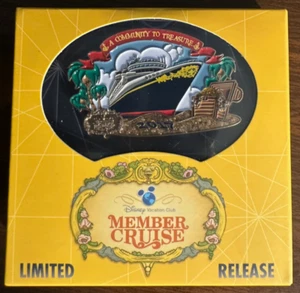 A COMMUNITY TO TREASURE
Disney Vacation Club
MEMBER
CRUISE
LIMITED RELEASE